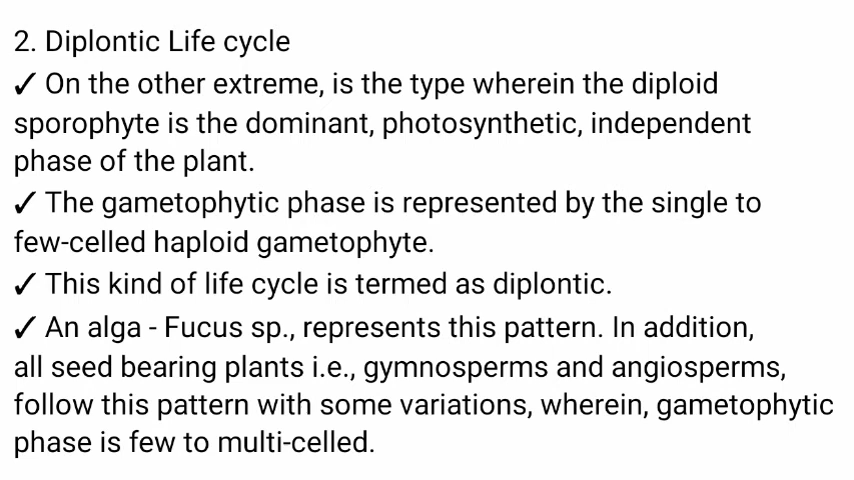 2. Diplontic Life cycle
✓ On the other extreme, is the type wherein the diploid
sporophyte is the dominant, photosynthetic, independent
phase of the plant.
✓ The gametophytic phase is represented by the single to
few-celled haploid gametophyte.
✓ This kind of life cycle is termed as diplontic.
✓ An alga - Fucus sp., represents this pattern. In addition,
all seed bearing plants i.e., gymnosperms and angiosperms,
follow this pattern with some variations, wherein, gametophytic
phase is few to multi-celled.